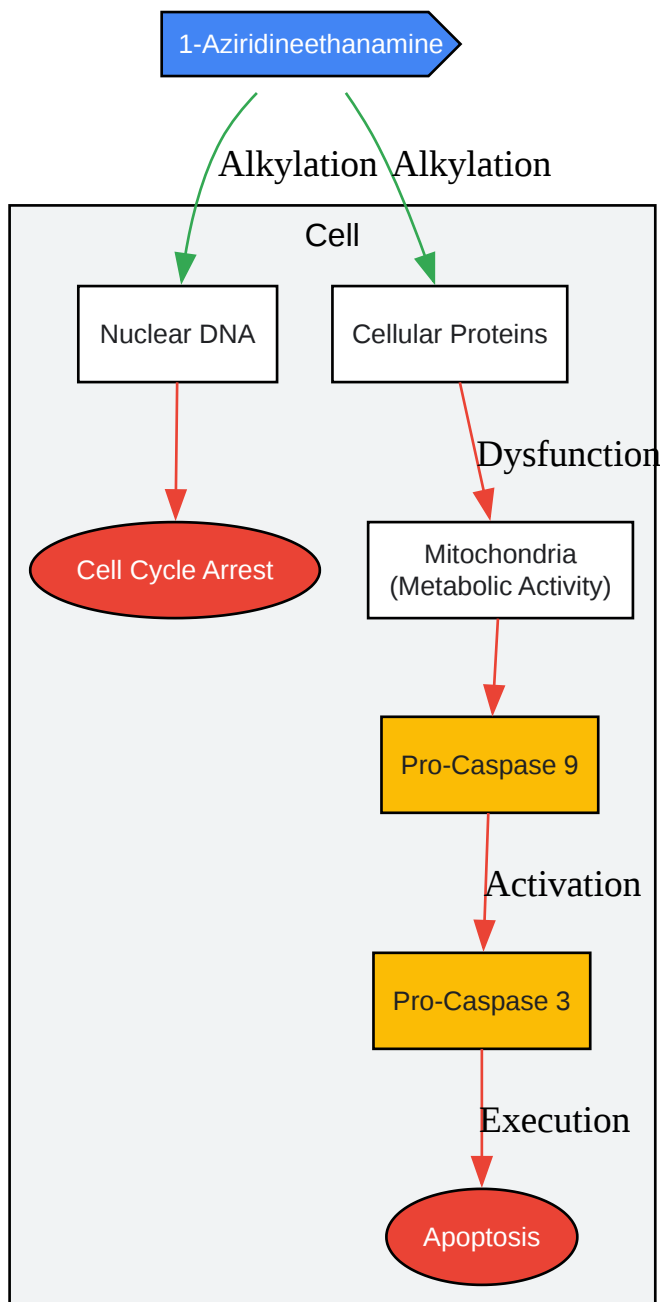 1-Aziridineethanamine
Alkylation
Alkylation
Cell
Nuclear DNA
Cellular Proteins
Dysfunction
Cell Cycle Arrest
Mitochondria
(Metabolic Activity)
Pro-Caspase 9
Activation
Pro-Caspase 3
Execution
Apoptosis